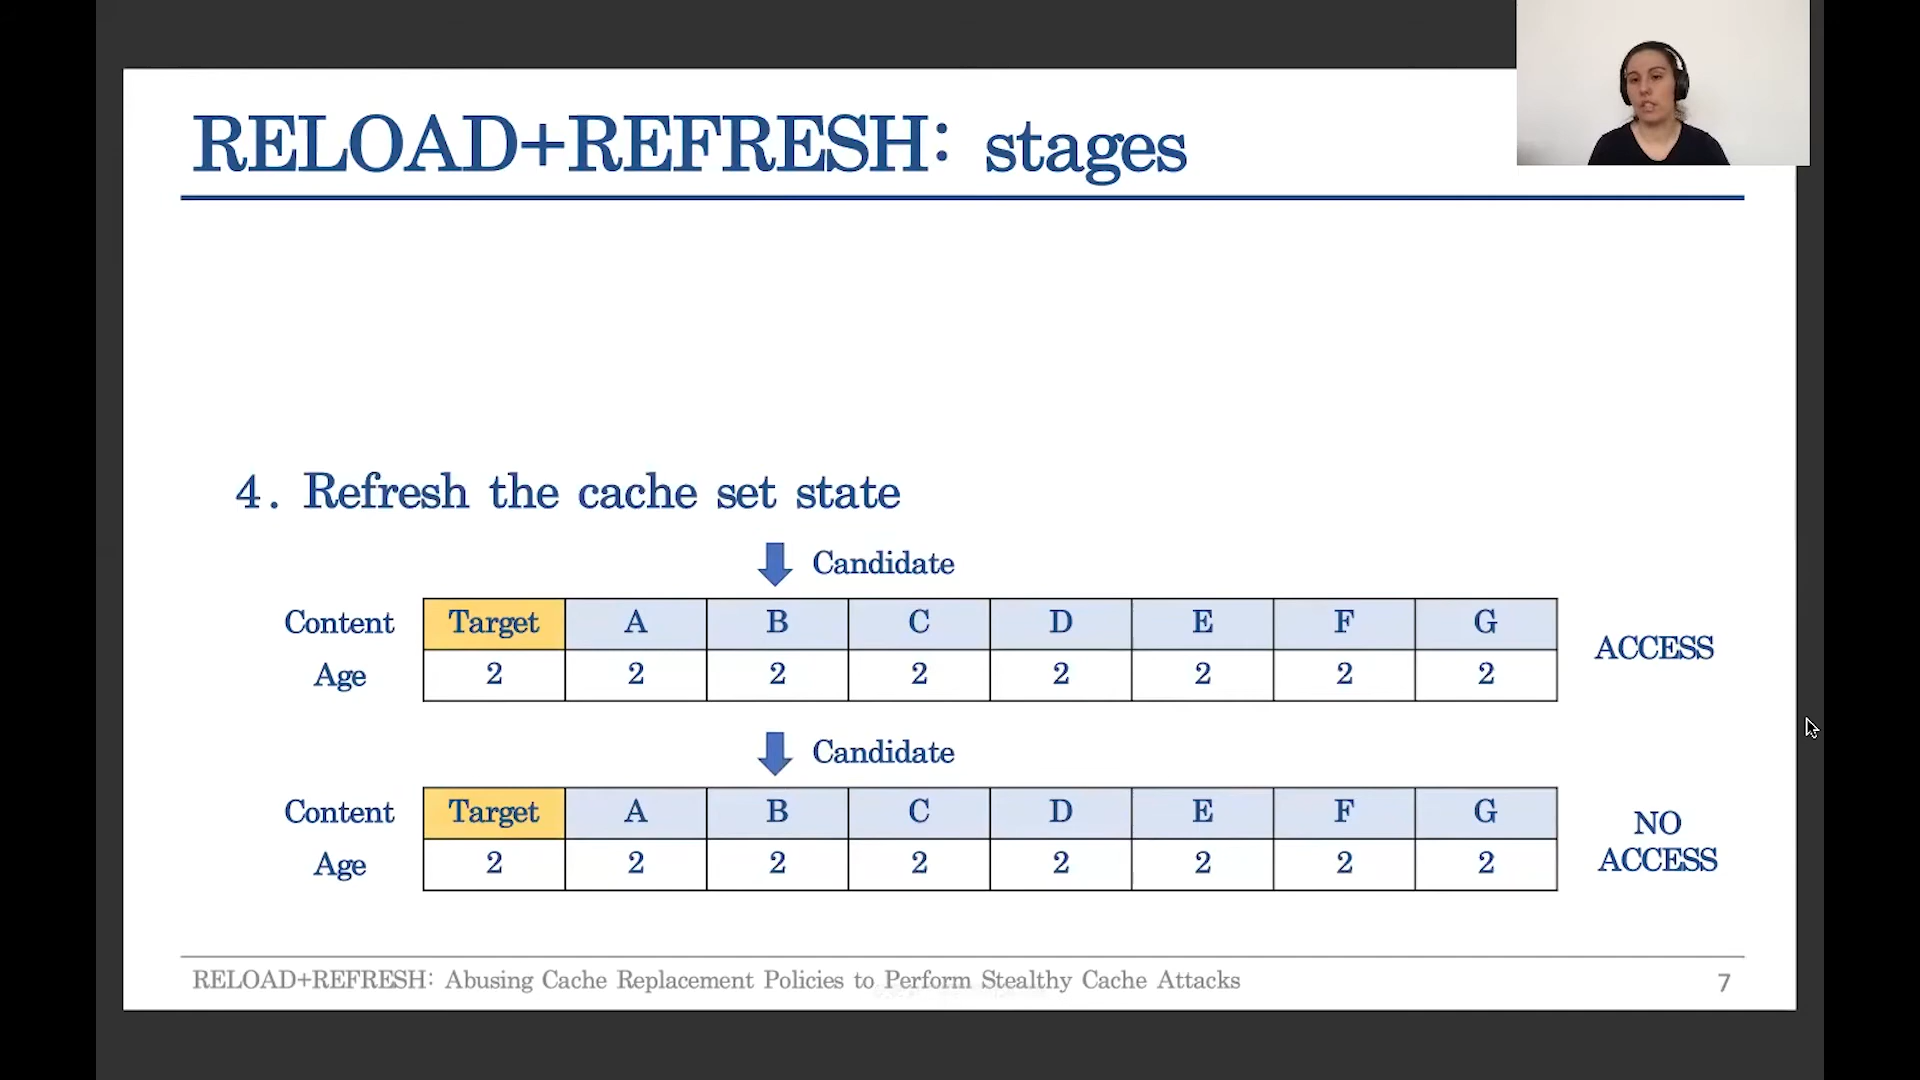 RELOAD+REFRESH: stages
4. Refresh the cache set state
Candidate
Content Target A B C D E F G
ACCESS
Age 2 2 2 2 2 2 2 2
Candidate
Content Target A B C D E F G
NO
ACCESS
Age 2 2 2 2 2 2 2 2
RELOAD+REFRESH: Abusing Cache Replacement Policies to Perform Stealthy Cache Attacks 7